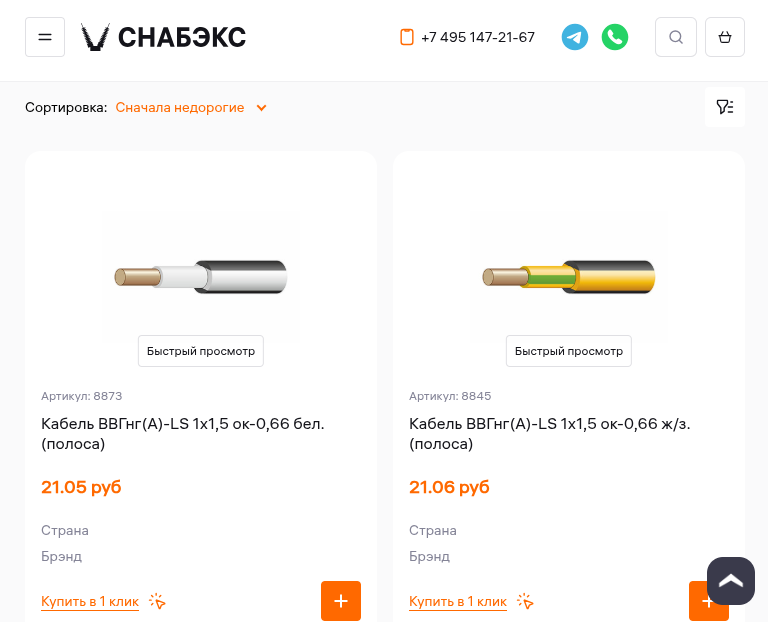 СНАБЭКС
+7 495 147-21-67
Сортировка: Сначала недорогие
Быстрый просмотр
Быстрый просмотр
Артикул: 8873
Кабель ВВГнг(А)-LS 1х1,5 ок-0,66 бел.
(полоса)
21.05 руб
Страна
Брэнд
Купить в 1 клик
Артикул: 8845
Кабель ВВГнг(А)-LS 1х1,5 ок-0,66 ж/з.
(полоса)
21.06 руб
Страна
Брэнд
Купить в 1 клик